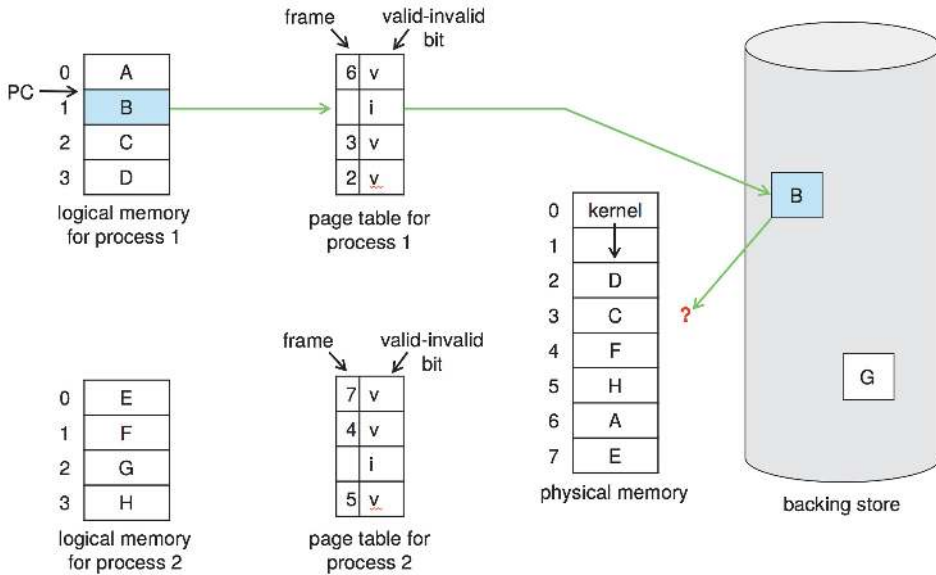 frame
valid-invalid
bit
PC
0 A
1 B
2 C
3 D
logical memory
for process 1
6 v
i
3 v
2 v
page table for
process 1
B
0 kernel
1
2 D
3 C
4 F
5 H
6 A
7 E
physical memory
?
G
backing store
frame
valid-invalid
bit
0 E
1 F
2 G
3 H
logical memory
for process 2
7 v
4 v
i
5 v
page table for
process 2